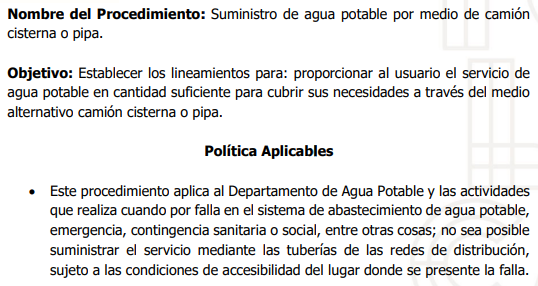 Nombre del Procedimiento: Suministro de agua potable por medio de camión
cisterna o pipa.
Objetivo: Establecer los lineamientos para: proporcionar al usuario el servicio de
agua potable en cantidad suficiente para cubrir sus necesidades a través del medio
alternativo camión cisterna o pipa.
Política Aplicables
• Este procedimiento aplica al Departamento de Agua Potable y las actividades
que realiza cuando por falla en el sistema de abastecimiento de agua potable,
emergencia, contingencia sanitaria o social, entre otras cosas; no sea posible
suministrar el servicio mediante las tuberías de las redes de distribución,
sujeto a las condiciones de accesibilidad del lugar donde se presente la falla.